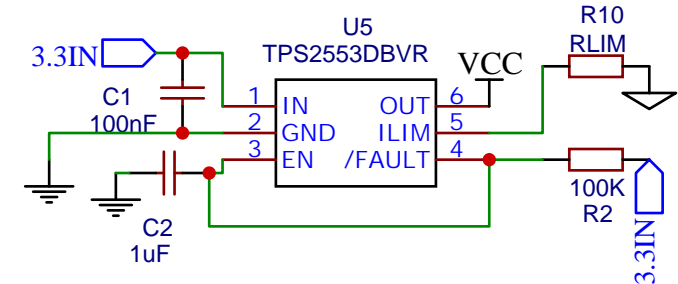 U5
TPS2553DBVR
R10
RLIM
3.3IN
VCC
C1
100nF
1 IN OUT 6
2 GND ILIM 5
3 EN /FAULT 4
C2
1uF
100K
R2
3.3IN